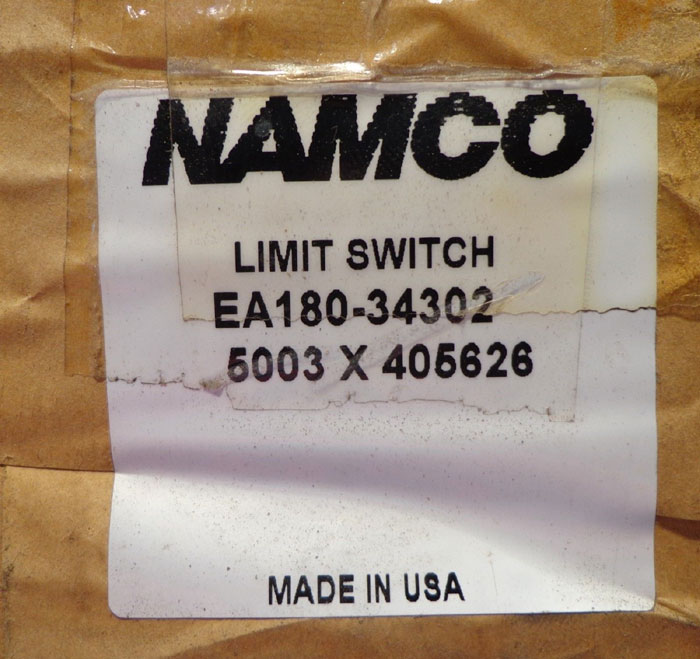 NAMCO
LIMIT SWITCH
EA180-34302
5003 X 405626
MADE IN USA